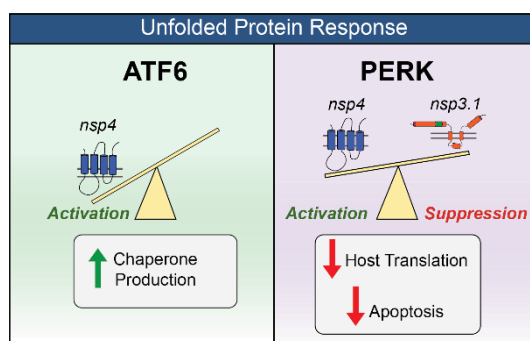 Unfolded Protein Response
ATF6
nsp4
Activation
Chaperone
Production
PERK
nsp4
nsp3.1
Activation
Suppression
Host Translation
Apoptosis